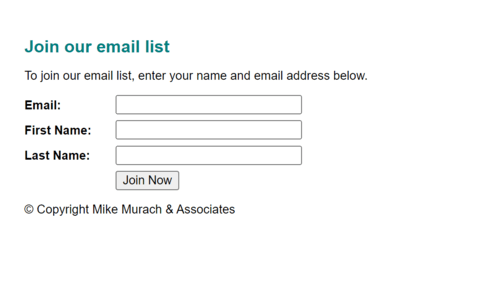 Join our email list
To join our email list, enter your name and email address below.
Email:
First Name:
Last Name:
Join Now
© Copyright Mike Murach & Associates